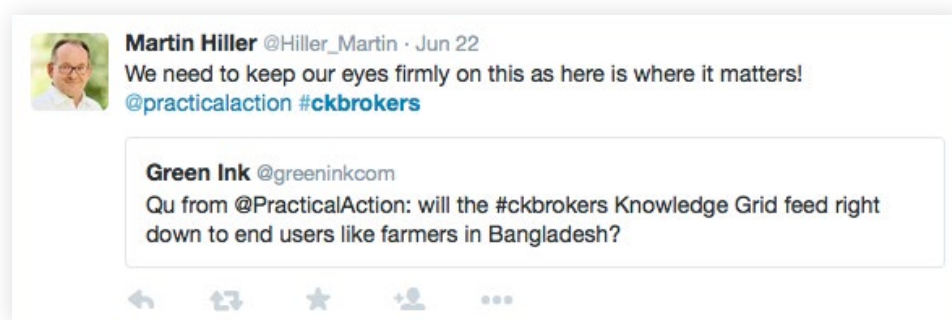 Martin Hiller @Hiller_Martin · Jun 22
We need to keep our eyes firmly on this as here is where it matters!
@practicalaction #ckbrokers
Green Ink @greeninkcom
Qu from @PracticalAction: will the #ckbrokers Knowledge Grid feed right
down to end users like farmers in Bangladesh?